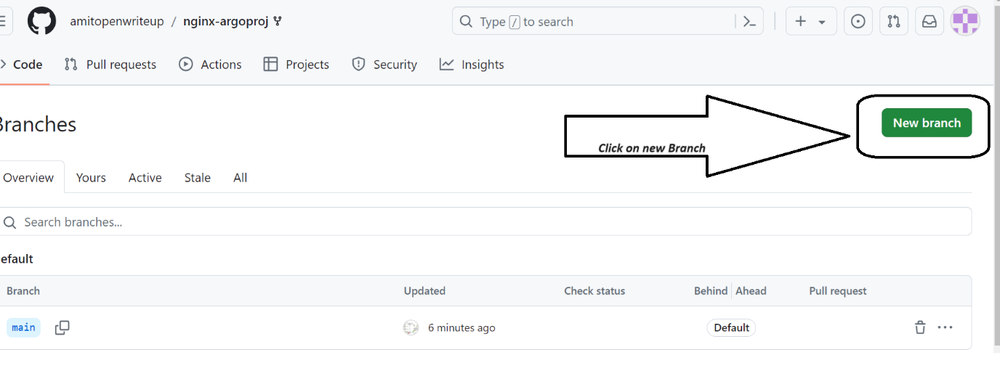 amitopenwriteup / nginx-argoproj
Type / to search
Code Pull requests Actions Projects Security Insights
Branches
New branch
Click on new Branch
Overview Yours Active Stale All
Search branches...
efault
Branch Updated Check status Behind Ahead Pull request
main 6 minutes ago Default